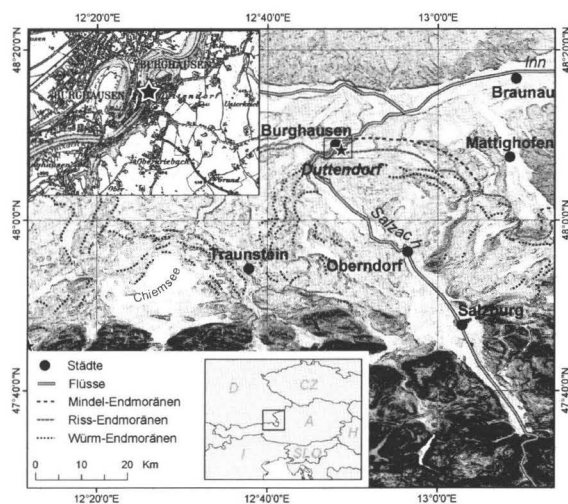 12°20'0"E 12°40'0"E 13°0'0"E
48°20'0"N
BURGHAUSEN
BURGHAUSEN
Inn
Braunau
Burghausen
Mattighofen
Duttendorf
48°0'0"N
Salzach
Traunstein
Oberndorf
Chiemsee
Salzburg
Städte
Flüsse
Mindel-Endmoränen
Riss-Endmoränen
Würm-Endmoränen
0 10 20 Km
D CZ
A
H
I SLO
47°40'0"N
12°20'0"E 12°40'0"E 13°0'0"E